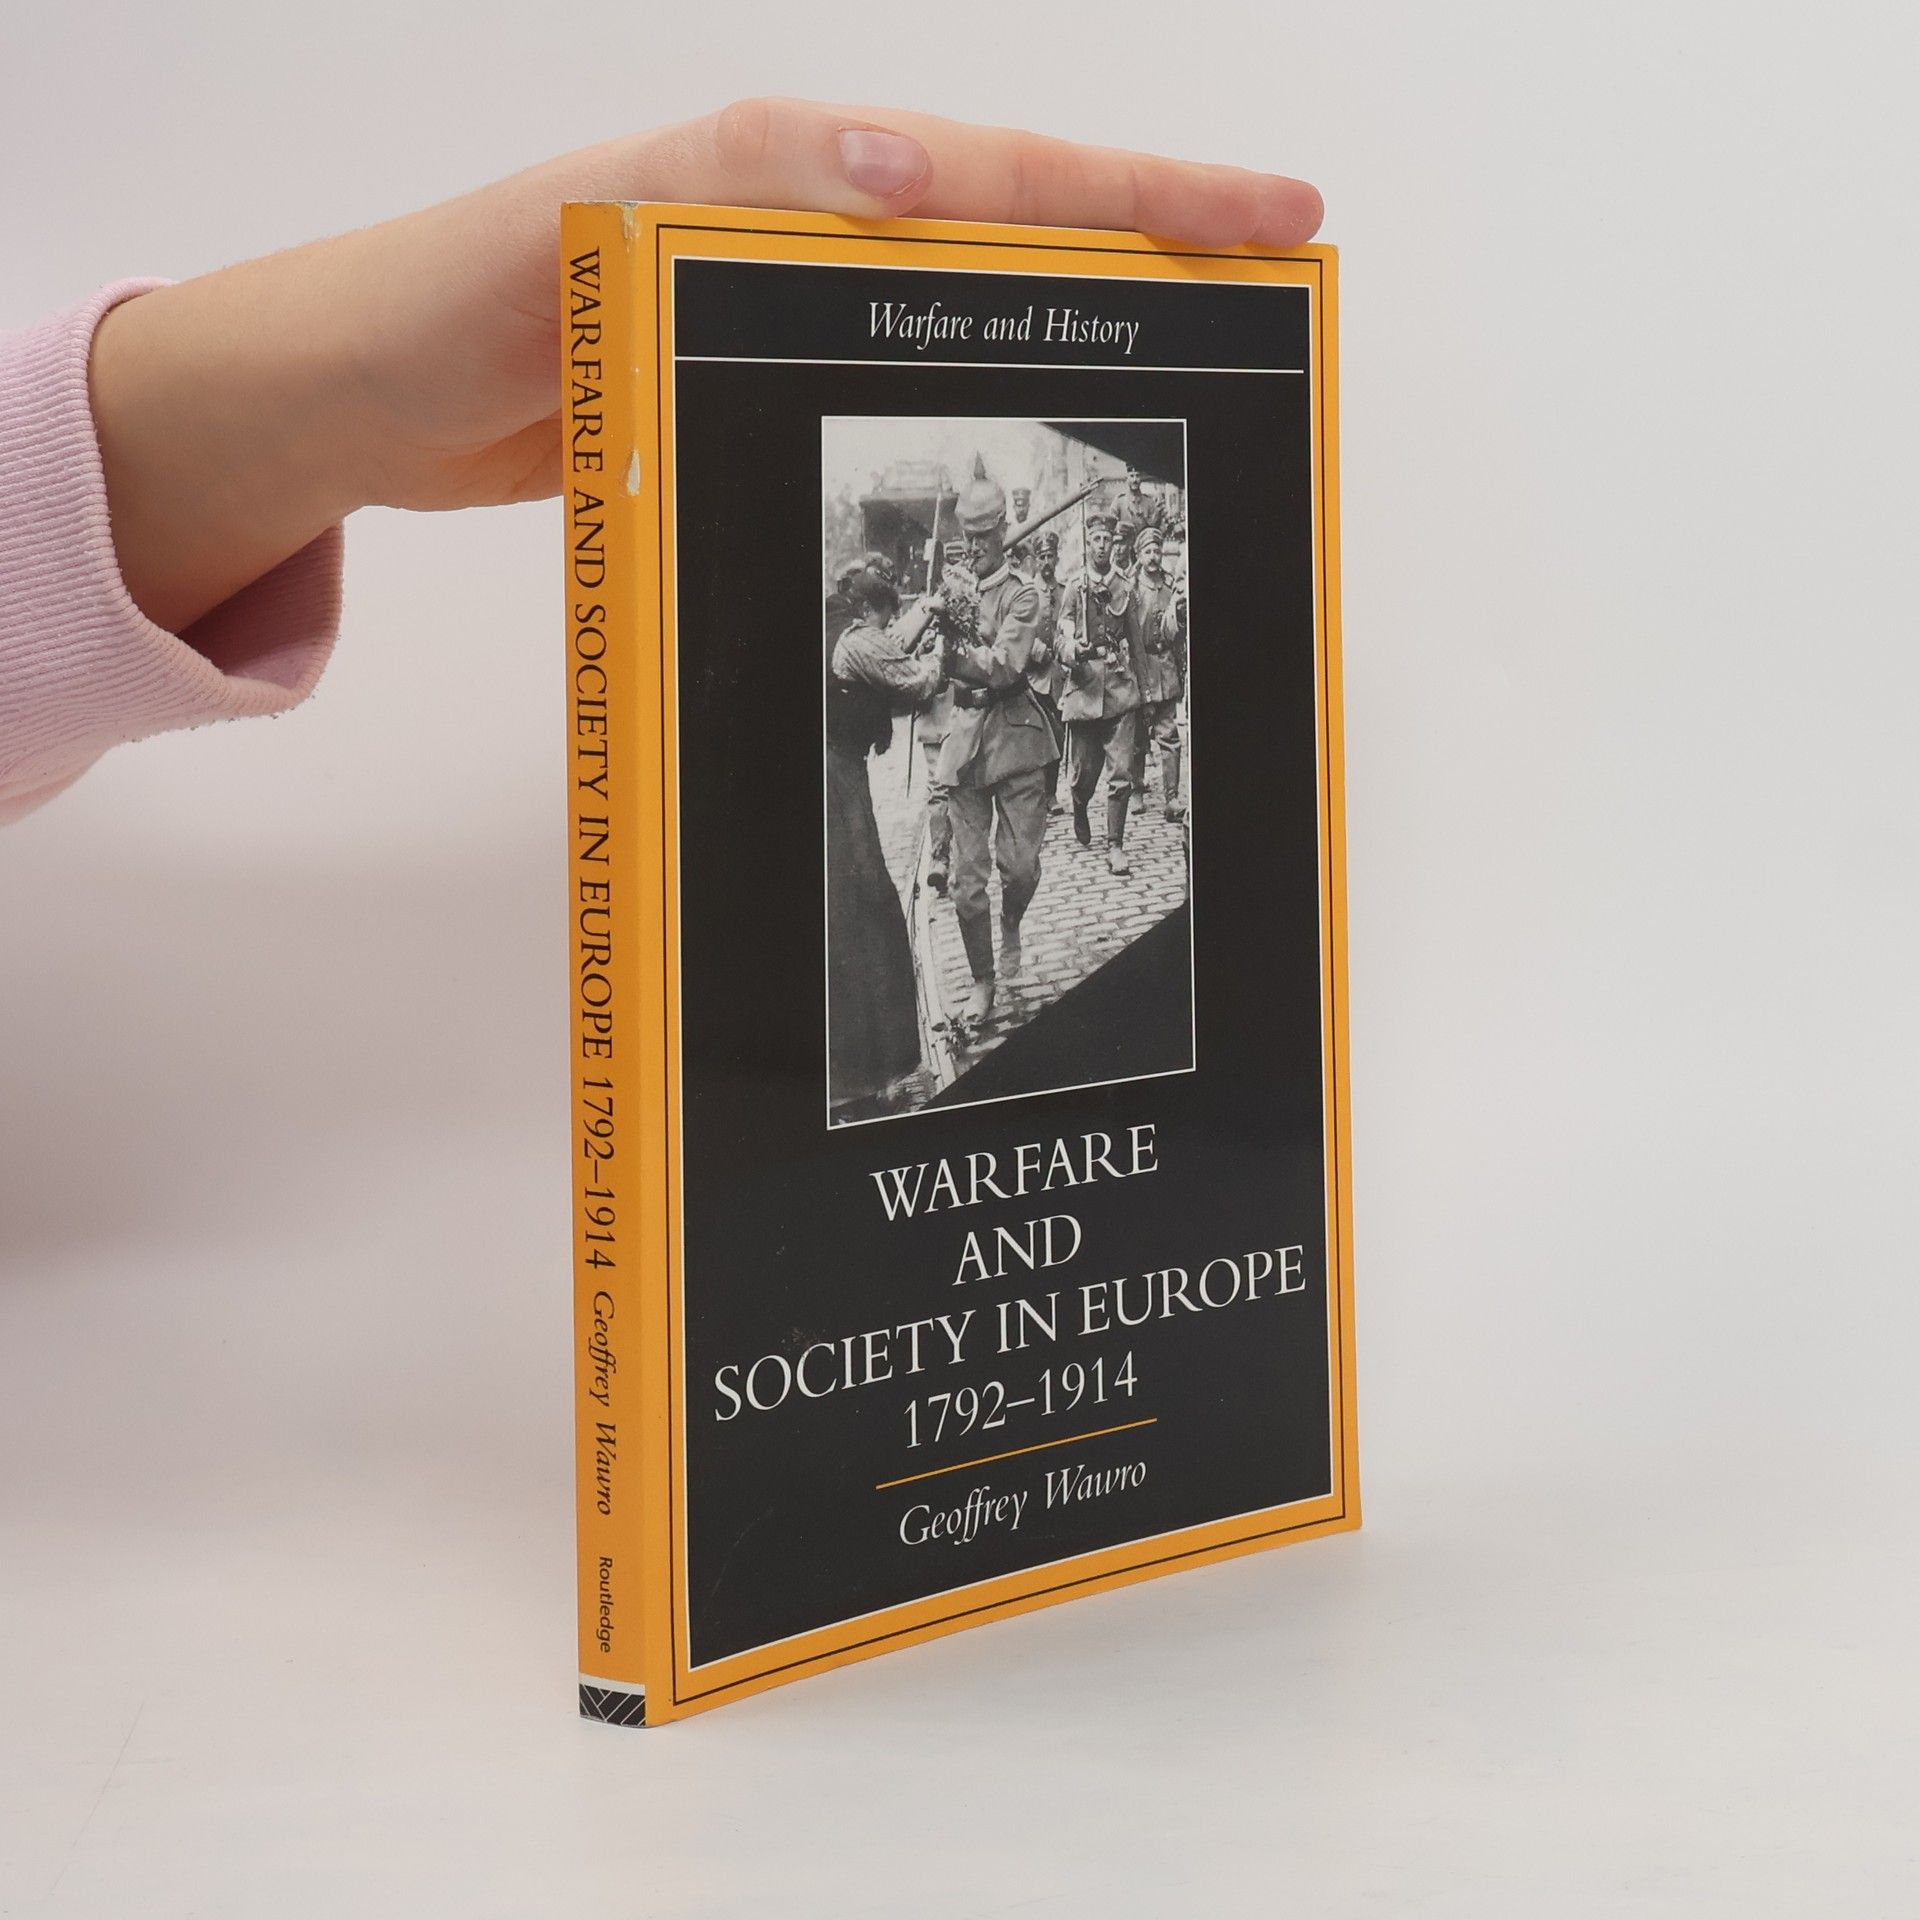 WARFARE AND SOCIETY IN EUROPE 1792–1914 Geoffrey Wawro Routledge
Warfare and History
WARFARE
AND
SOCIETY IN EUROPE
1792–1914
Geoffrey Wawro